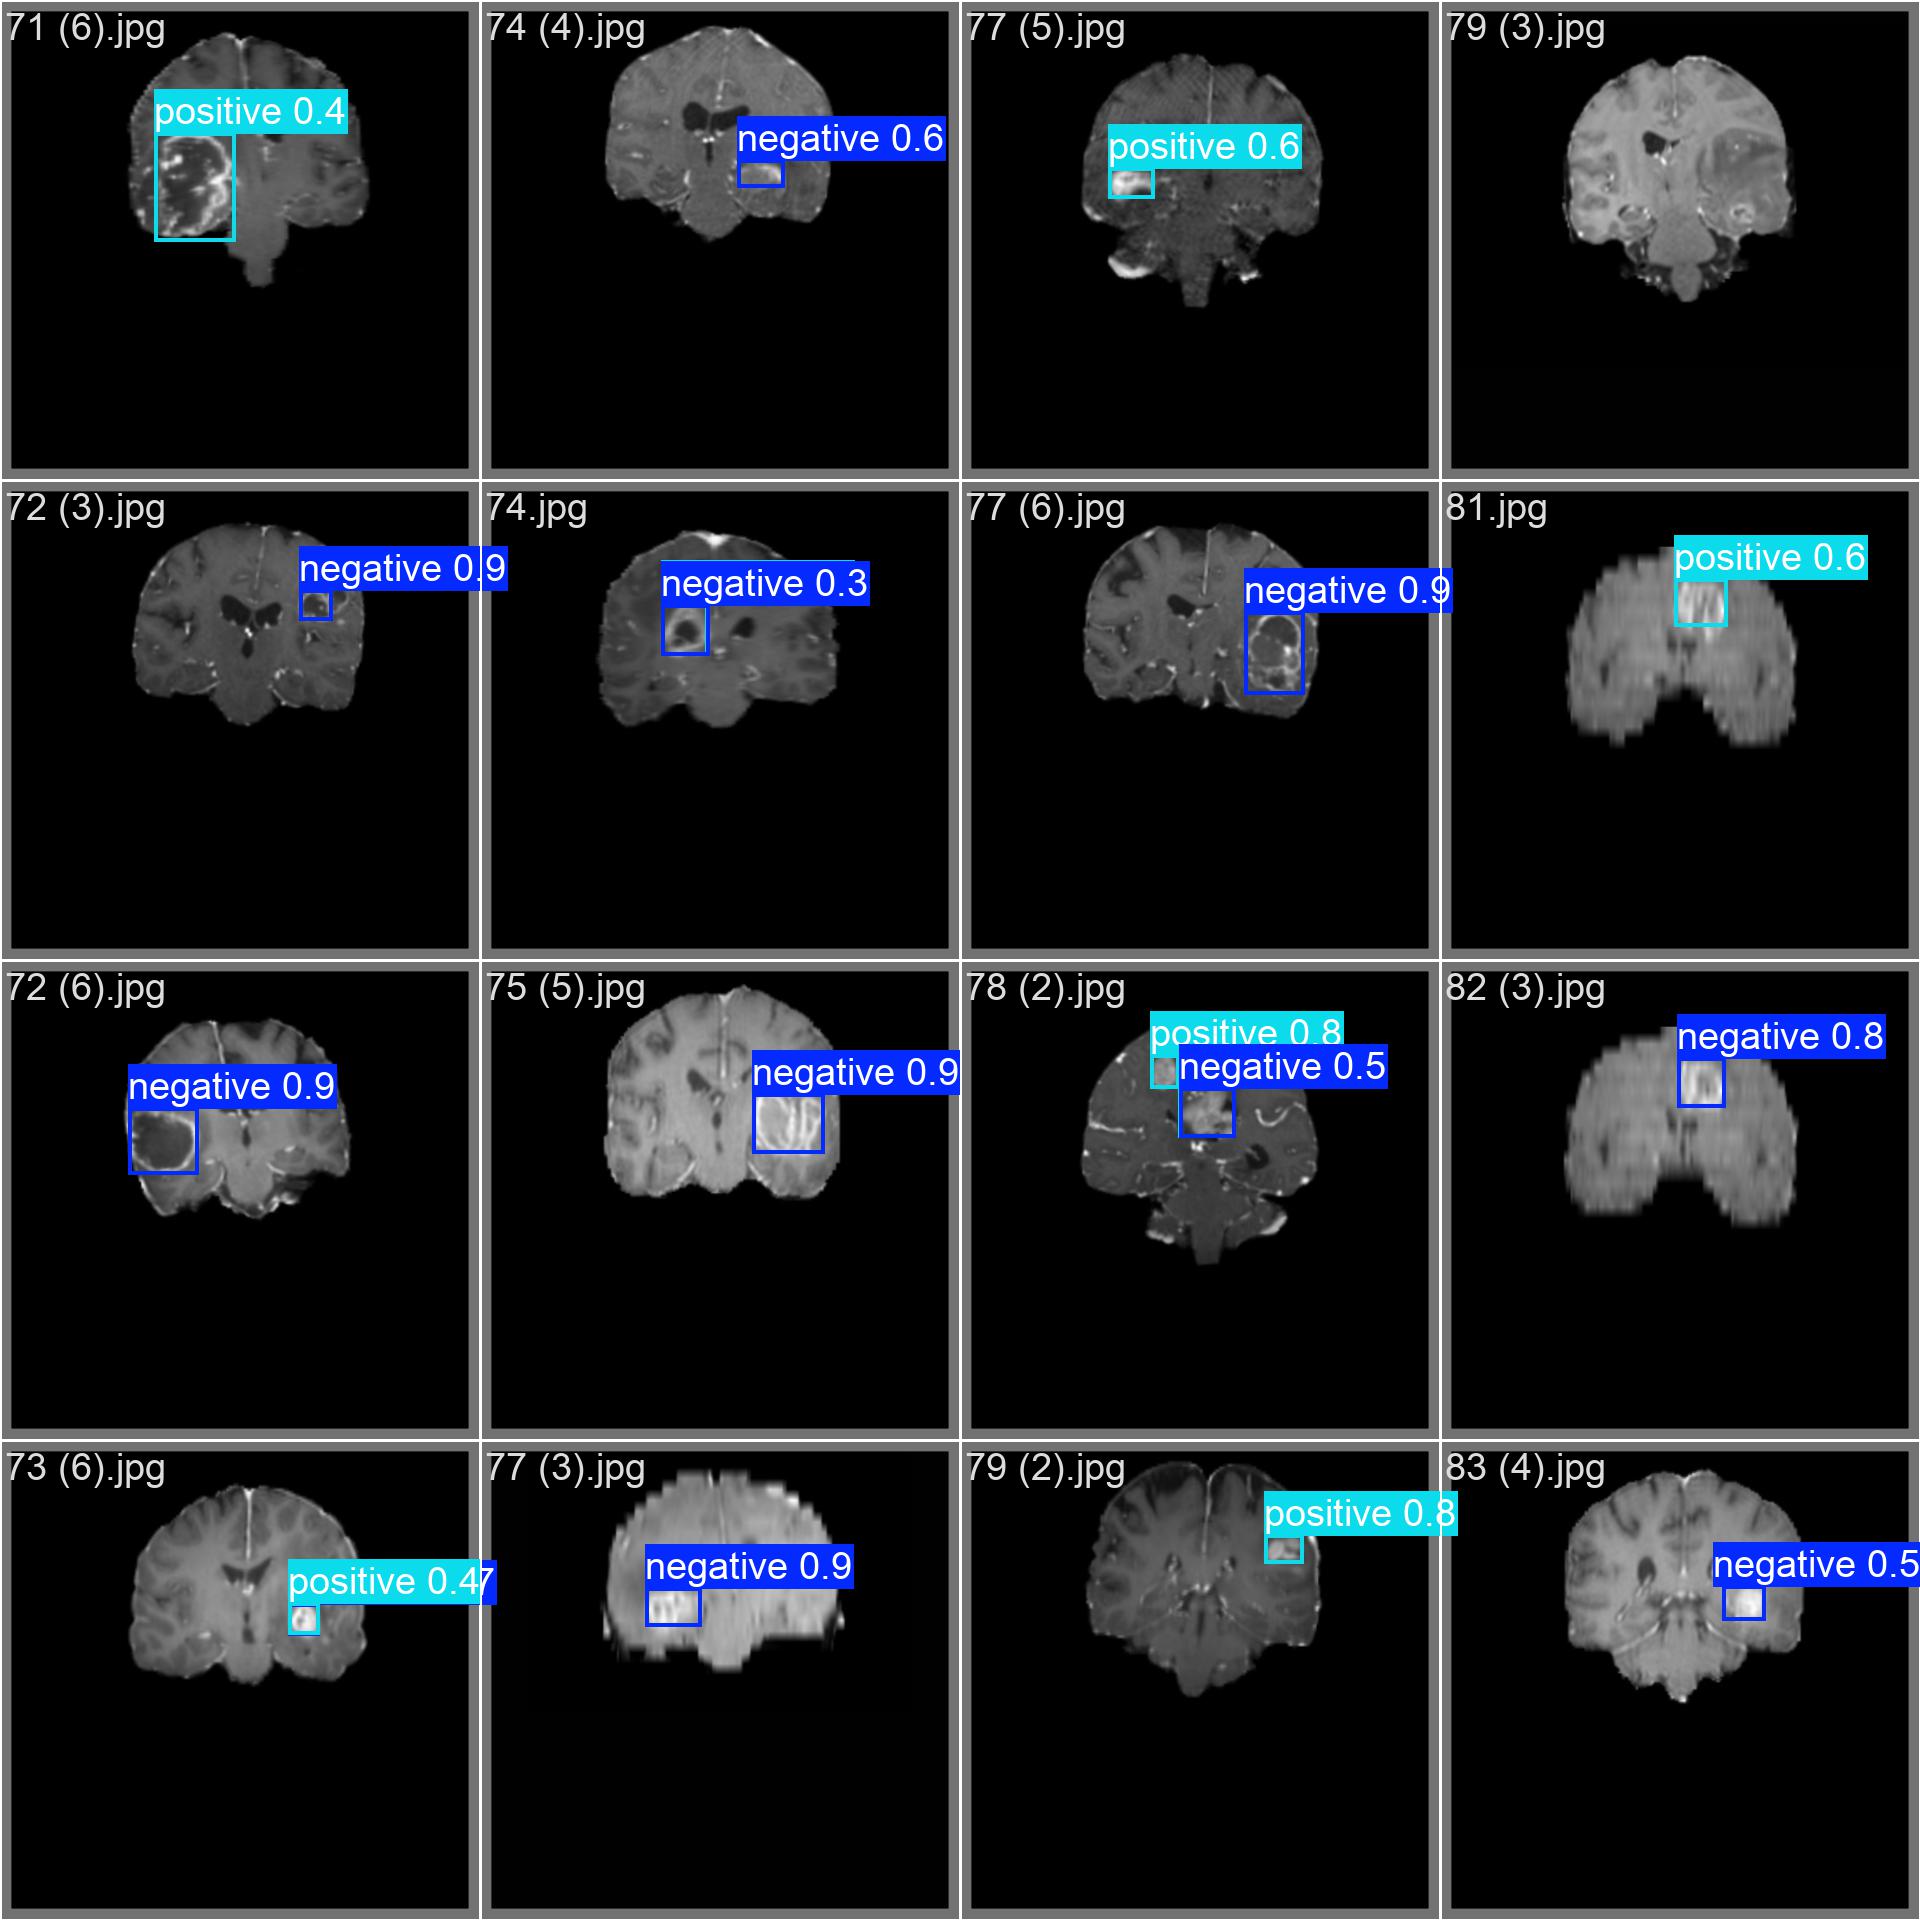 71 (6).jpg
positive 0.4
74 (4).jpg
negative 0.6
77 (5).jpg
positive 0.6
79 (3).jpg
72 (3).jpg
negative 0.9
74.jpg
negative 0.3
77 (6).jpg
negative 0.9
81.jpg
positive 0.6
72 (6).jpg
negative 0.9
75 (5).jpg
negative 0.9
78 (2).jpg
positive 0.8
negative 0.5
82 (3).jpg
negative 0.8
73 (6).jpg
positive 0.4
7
77 (3).jpg
negative 0.9
79 (2).jpg
positive 0.8
83 (4).jpg
negative 0.5